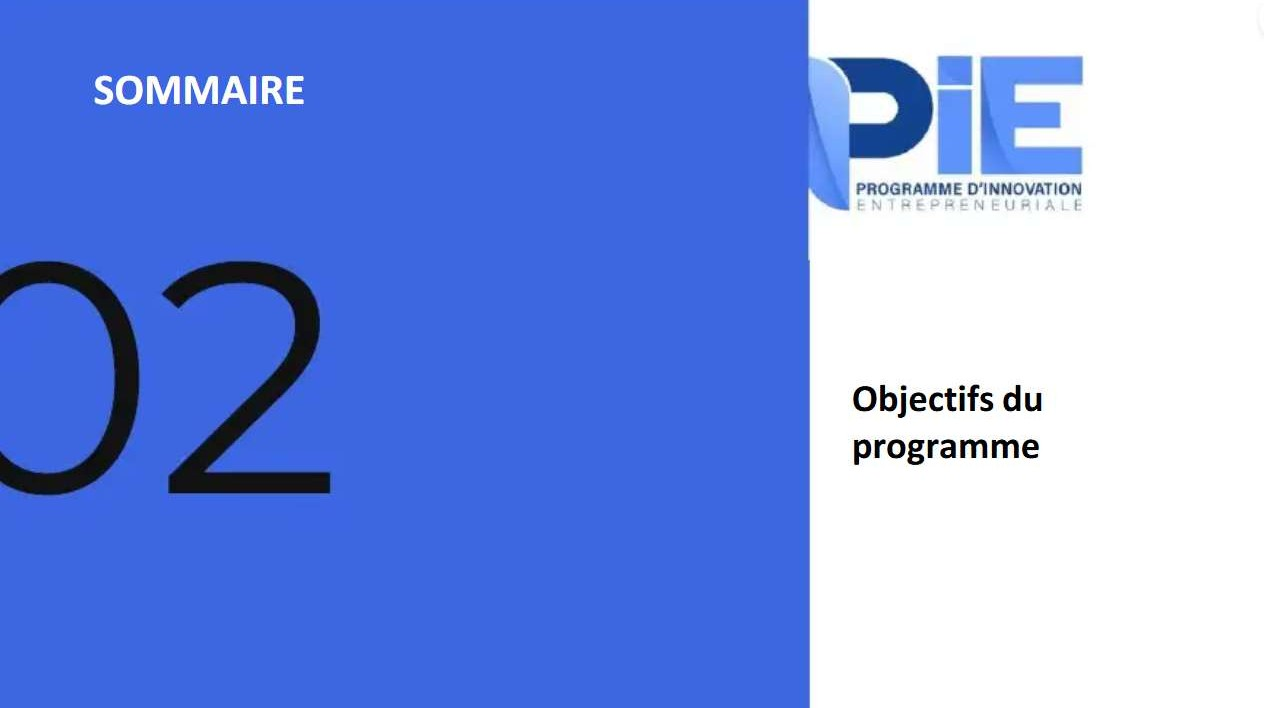 SOMMAIRE
PiE
PROGRAMME D'INNOVATION
ENTREPRENEURIALE
02
Objectifs du
programme